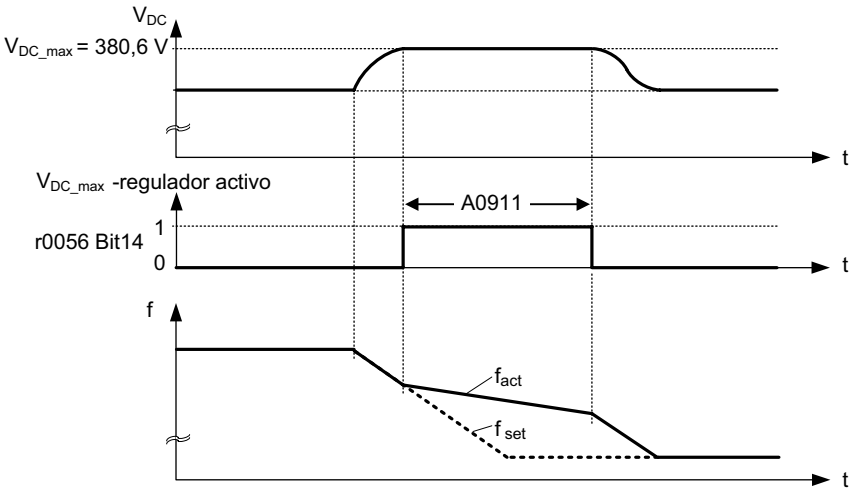 V_DC
V_DC_max = 380,6 V
t
V_DC_max -regulador activo
A0911
1
r0056 Bit14
0
t
f
f_act
f_set
t